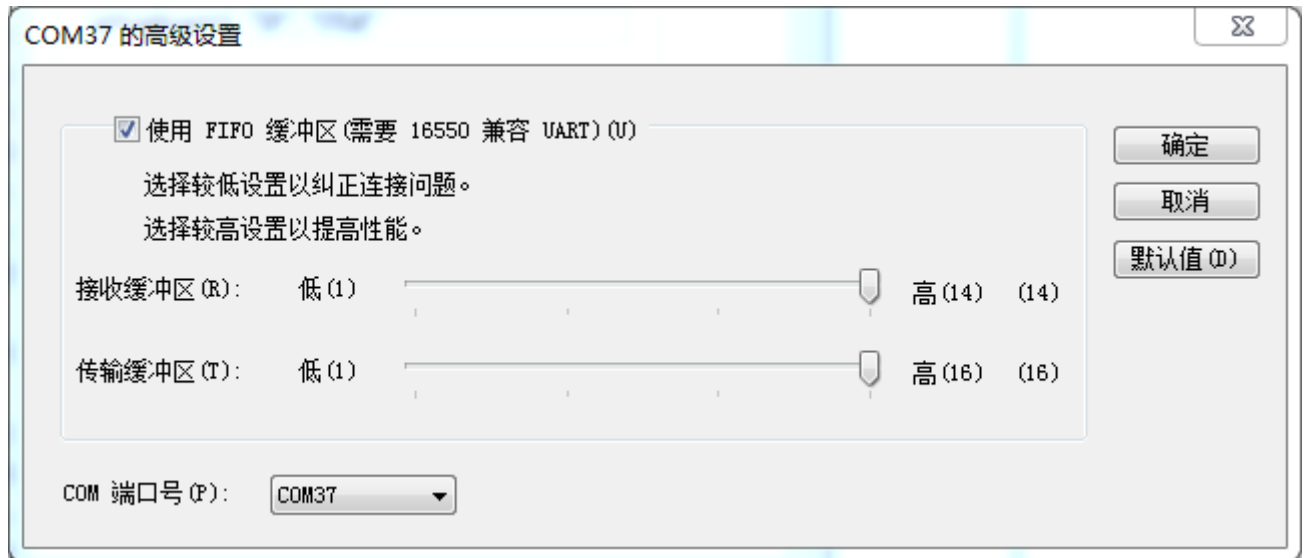 COM37 的高级设置
使用 FIFO 缓冲区(需要 16550 兼容 UART)(U)
选择较低设置以纠正连接问题。
选择较高设置以提高性能。
接收缓冲区(R): 低(1) 高(14) (14)
传输缓冲区(T): 低(1) 高(16) (16)
COM 端口号(P): COM37
确定
取消
默认值(D)